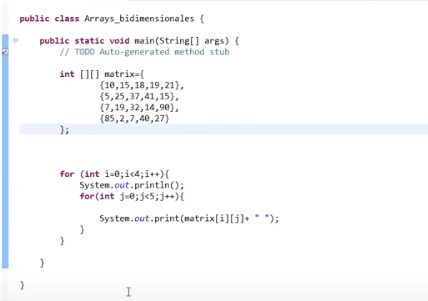 public class Arrays_bidimensionales {
public static void main(String[] args) {
// TODO Auto-generated method stub
int [][] matrix={
{10,15,18,19,21},
{5,25,37,41,15},
{7,19,32,14,90},
{85,2,7,40,27}
};
for (int i=0;i<4;i++){
System.out.println();
for(int j=0;j<5;j++){
System.out.print(matrix[i][j]+ " ");
}
}
}
}